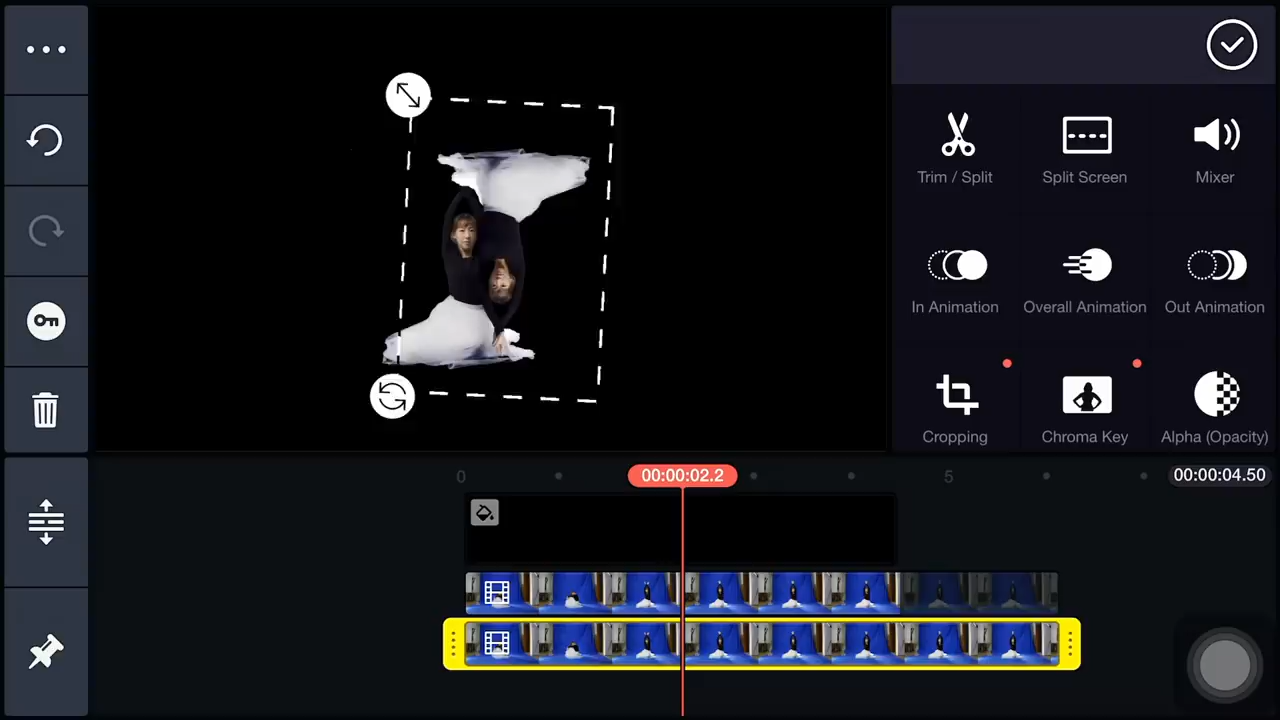 Trim / Split
Split Screen
Mixer
In Animation
Overall Animation
Out Animation
Cropping
Chroma Key
Alpha (Opacity)
0
00:00:02.2
5
00:00:04.50